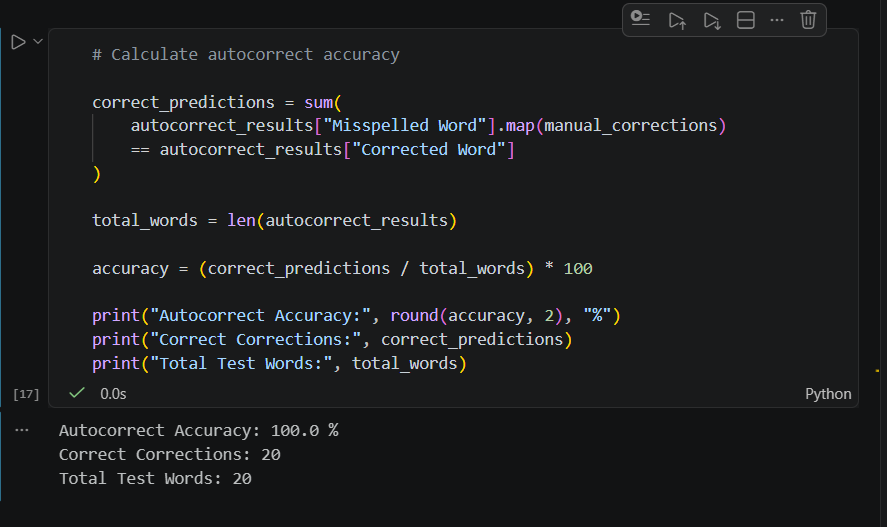 # Calculate autocorrect accuracy
correct_predictions = sum(
    autocorrect_results["Misspelled Word"].map(manual_corrections)
    == autocorrect_results["Corrected Word"]
)
total_words = len(autocorrect_results)
accuracy = (correct_predictions / total_words) * 100
print("Autocorrect Accuracy:", round(accuracy, 2), "%")
print("Correct Corrections:", correct_predictions)
print("Total Test Words:", total_words)
[17] 0.0s Python
Autocorrect Accuracy: 100.0 %
Correct Corrections: 20
Total Test Words: 20